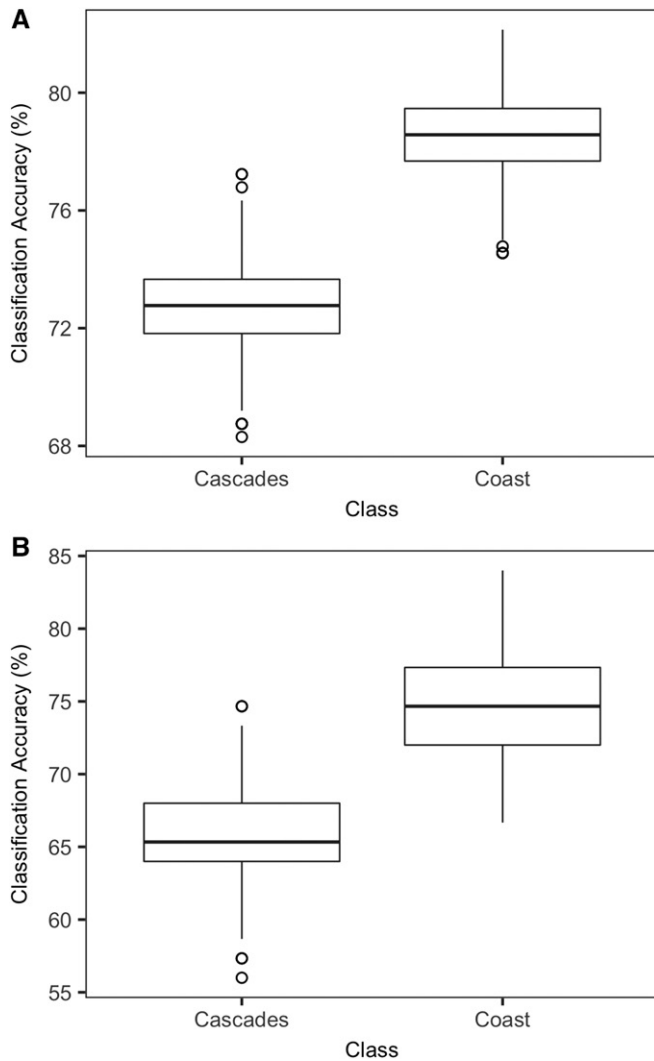 A
Classification Accuracy (%)
80
76
72
68
Cascades
Coast
Class
B
Classification Accuracy (%)
85
80
75
70
65
60
55
Cascades
Coast
Class